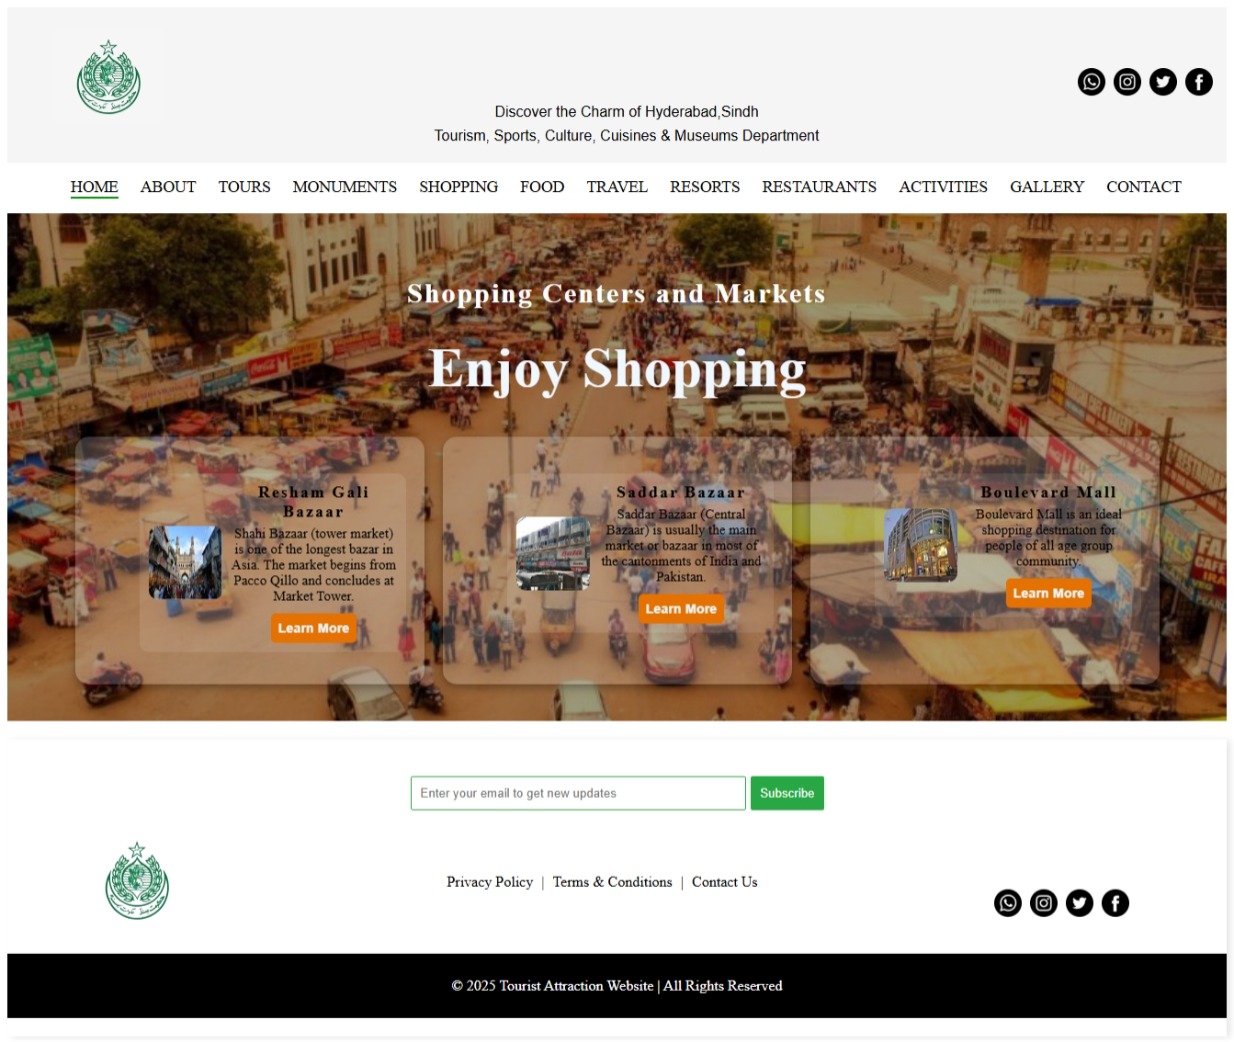 Discover the Charm of Hyderabad,Sindh
Tourism, Sports, Culture, Cuisines & Museums Department
HOME ABOUT TOURS MONUMENTS SHOPPING FOOD TRAVEL RESORTS RESTAURANTS ACTIVITIES GALLERY CONTACT
Shopping Centers and Markets
Enjoy Shopping
Resham Gali
Bazaar
Shahi Bazaar (tower market)
is one of the longest bazar in
Asia. The market begins from
Pacco Qillo and concludes at
Market Tower.
Learn More
Saddar Bazaar
Saddar Bazaar (Central
Bazaar) is usually the main
market or bazaar in most of
the cantonments of India and
Pakistan.
Learn More
Boulevard Mall
Boulevard Mall is an ideal
shopping destination for
people of all age group
community.
Learn More
Enter your email to get new updates
Subscribe
Privacy Policy | Terms & Conditions | Contact Us
© 2025 Tourist Attraction Website | All Rights Reserved